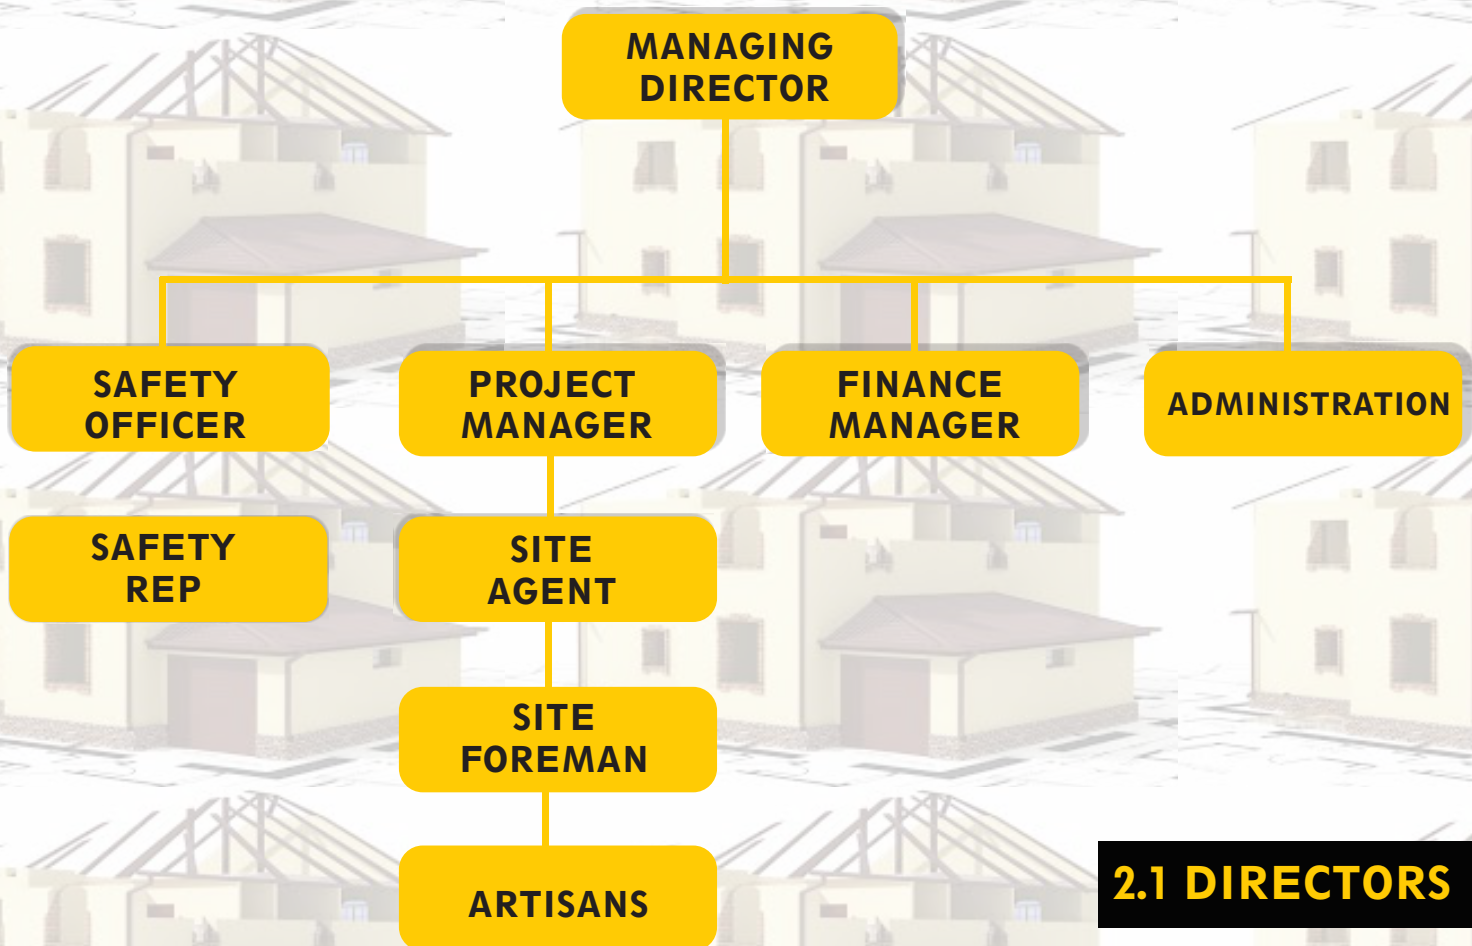 MANAGING
DIRECTOR
SAFETY
OFFICER
PROJECT
MANAGER
FINANCE
MANAGER
ADMINISTRATION
SAFETY
REP
SITE
AGENT
SITE
FOREMAN
ARTISANS
2.1 DIRECTORS